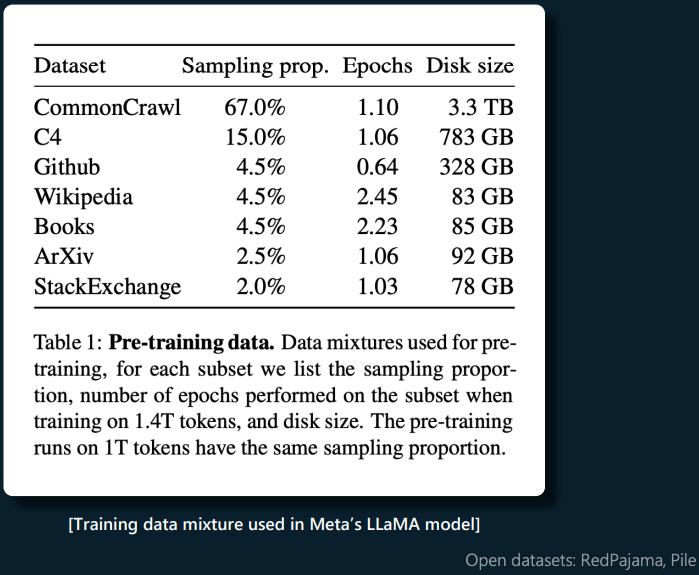 Dataset Sampling prop. Epochs Disk size
CommonCrawl 67.0% 1.10 3.3 TB
C4 15.0% 1.06 783 GB
Github 4.5% 0.64 328 GB
Wikipedia 4.5% 2.45 83 GB
Books 4.5% 2.23 85 GB
ArXiv 2.5% 1.06 92 GB
StackExchange 2.0% 1.03 78 GB
Table 1: Pre-training data. Data mixtures used for pre-
training, for each subset we list the sampling propor-
tion, number of epochs performed on the subset when
training on 1.4T tokens, and disk size. The pre-training
runs on 1T tokens have the same sampling proportion.
[Training data mixture used in Meta's LLaMA model]
Open datasets: RedPajama, Pile